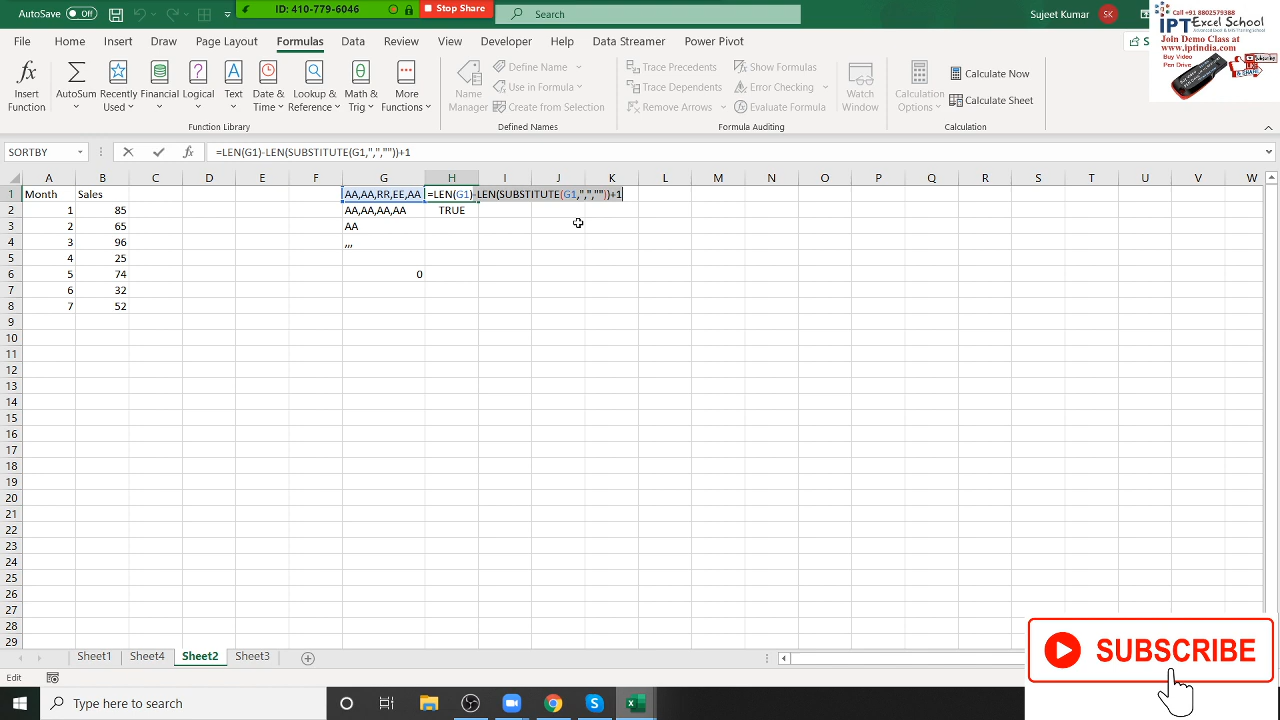 AutoSave Off
ID: 410-779-6046 Stop Share
Search
Sujeet Kumar
File Home Insert Draw Page Layout Formulas Data Review View Developer Help Data Streamer Power Pivot
Insert Function
AutoSum
Recently Used
Financial
Logical
Text
Date & Time
Lookup & Reference
Math & Trig
More Functions
Function Library
Name Manager
Define Name
Use in Formula
Create from Selection
Defined Names
Trace Precedents
Trace Dependents
Remove Arrows
Show Formulas
Error Checking
Evaluate Formula
Watch Window
Formula Auditing
Calculation Options
Calculate Now
Calculate Sheet
Calculation
Call +91 8802579388
iPT Excel School
Advanced Excel & MIS Training School
Join Demo Class at
www.iptindia.com
Buy Video
Pen Drive
SORTBY fx =LEN(G1)-LEN(SUBSTITUTE(G1,",",""))+1
A B C D E F G H I J K L M N O P Q R S T U V W
1 Month Sales AA,AA,RR,EE,AA =LEN(G1)-LEN(SUBSTITUTE(G1,",",""))+1
2 1 85 AA,AA,AA,AA TRUE
3 2 65 AA
4 3 96 ,,,
5 4 25
6 5 74 0
7 6 32
8 7 52
9
10
11
12
13
14
15
16
17
18
19
20
21
22
23
24
25
26
27
28
29
Sheet1 Sheet4 Sheet2 Sheet3
SUBSCRIBE
Edit
Type here to search